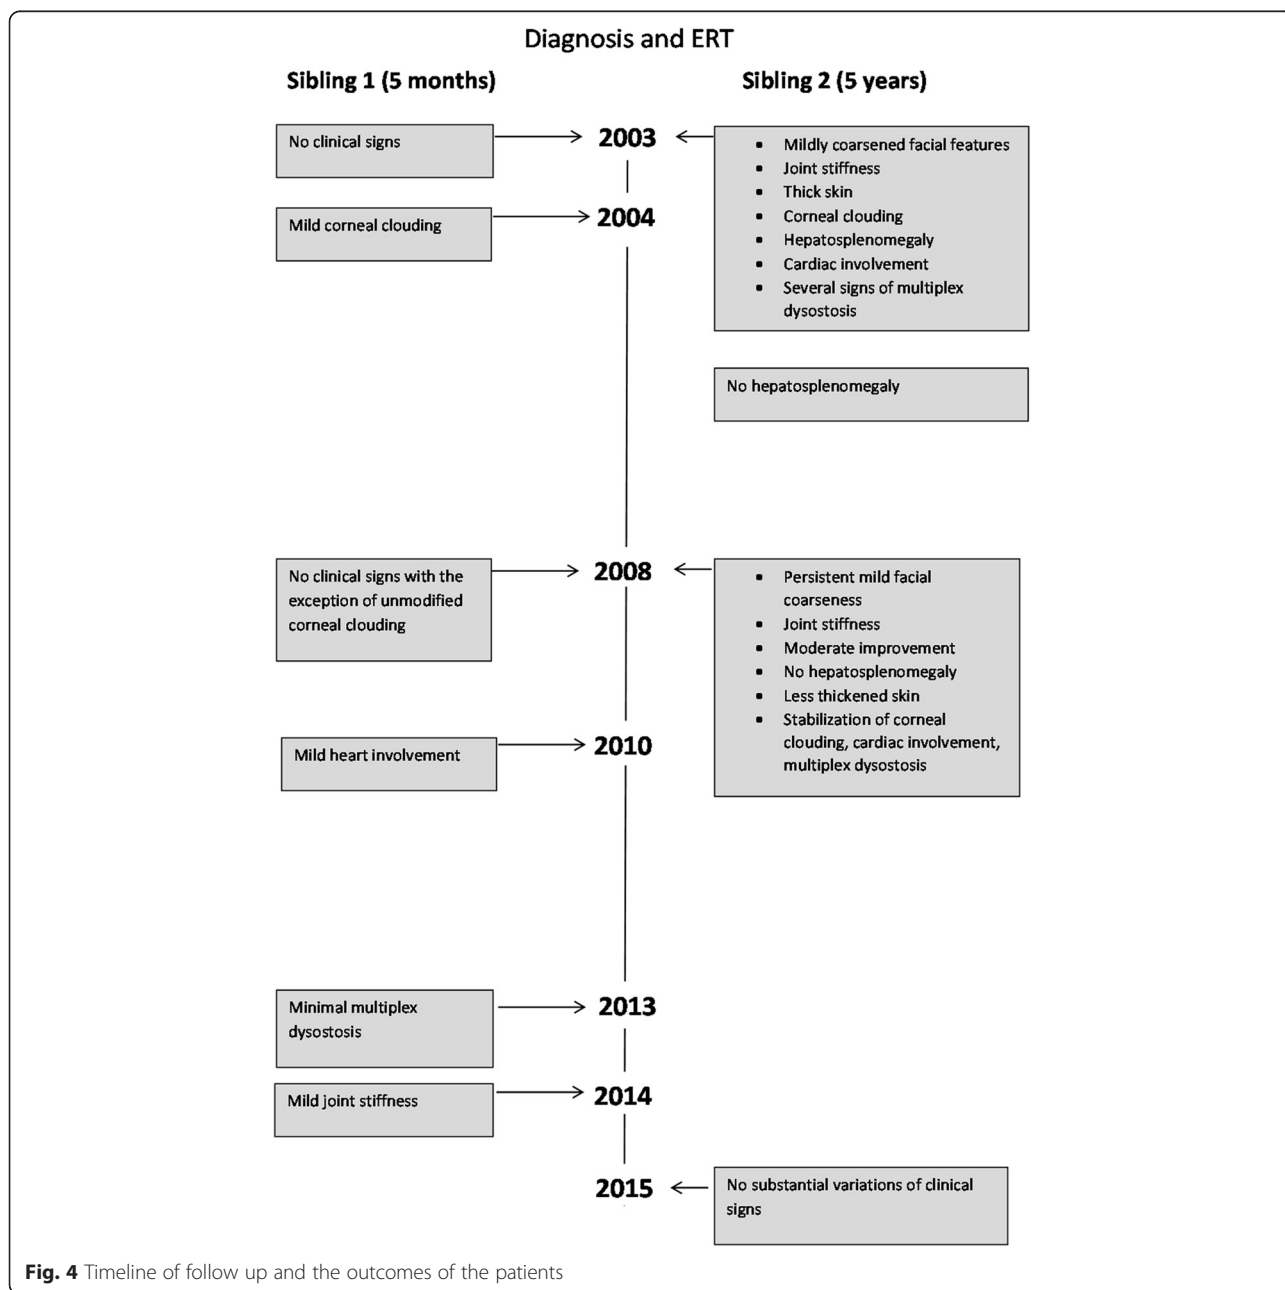 Diagnosis and ERT
Sibling 1 (5 months)
Sibling 2 (5 years)
No clinical signs
2003
▪ Mildly coarsened facial features
▪ Joint stiffness
▪ Thick skin
▪ Corneal clouding
▪ Hepatosplenomegaly
▪ Cardiac involvement
▪ Several signs of multiplex
dysostosis
Mild corneal clouding
2004
No hepatosplenomegaly
No clinical signs with the
exception of unmodified
corneal clouding
2008
▪ Persistent mild facial
coarseness
▪ Joint stiffness
▪ Moderate improvement
▪ No hepatosplenomegaly
▪ Less thickened skin
▪ Stabilization of corneal
clouding, cardiac involvement,
multiplex dysostosis
Mild heart involvement
2010
Minimal multiplex
dysostosis
2013
Mild joint stiffness
2014
2015
No substantial variations of clinical
signs
Fig. 4 Timeline of follow up and the outcomes of the patients